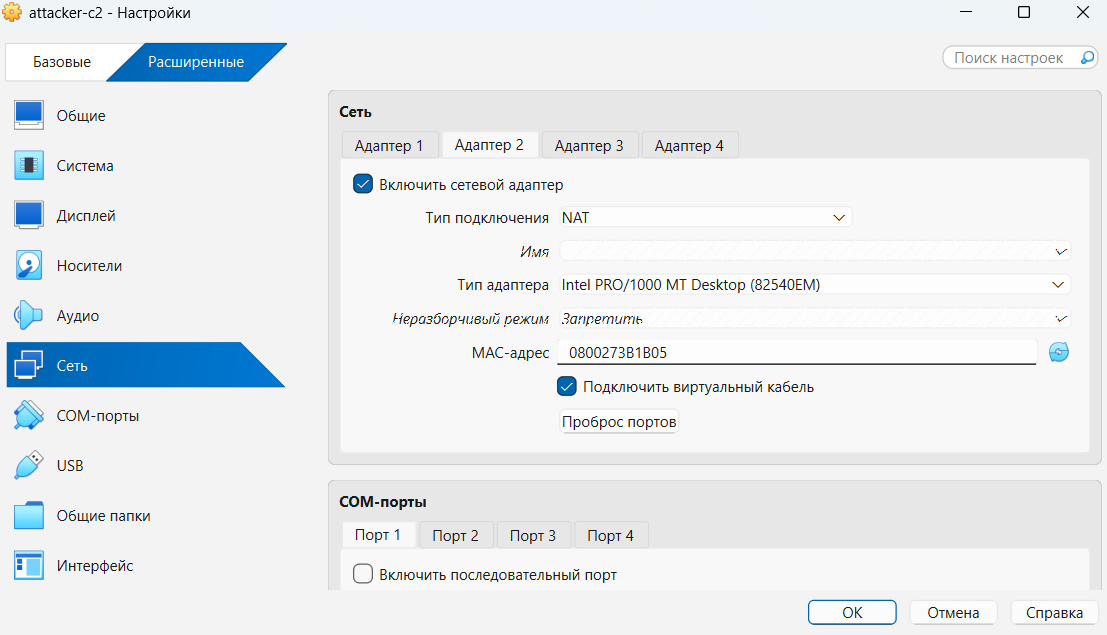 attacker-c2 - Настройки
Базовые
Расширенные
Поиск настроек
Общие
Система
Дисплей
Носители
Аудио
Сеть
COM-порты
USB
Общие папки
Интерфейс
Сеть
Адаптер 1 Адаптер 2 Адаптер 3 Адаптер 4
Включить сетевой адаптер
Тип подключения NAT
Имя
Тип адаптера Intel PRO/1000 MT Desktop (82540EM)
Неразборчивый режим Запретить
MAC-адрес 0800273B1B05
Подключить виртуальный кабель
Проброс портов
COM-порты
Порт 1 Порт 2 Порт 3 Порт 4
Включить последовательный порт
OK Отмена Справка